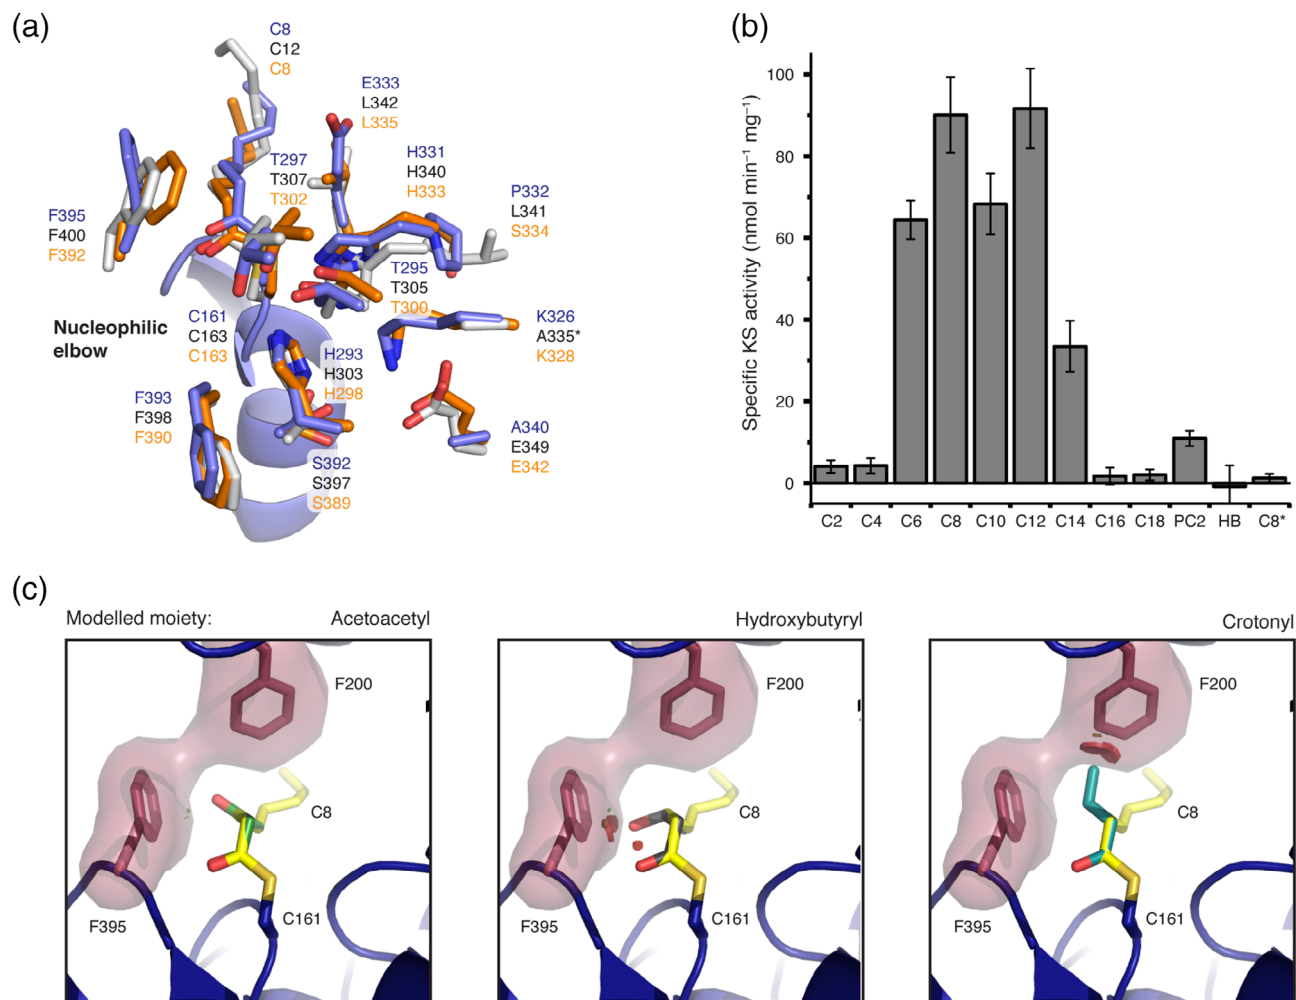 (a)
C8
C12
C8
E333
L342
L335
T297
T307
T302
H331
H340
H333
P332
L341
S334
F395
F400
F392
T295
T305
T300
Nucleophilic
elbow
C161
C163
C163
K326
A335*
K328
H293
H303
H298
F393
F398
F390
A340
E349
E342
S392
S397
S389
(b)
Specific KS activity (nmol min⁻¹ mg⁻¹)
100
80
60
40
20
0
C2 C4 C6 C8 C10 C12 C14 C16 C18 PC2 HB C8*
(c)
Modelled moiety: Acetoacetyl
F200
C8
F395
C161
Hydroxybutyryl
F200
C8
F395
C161
Crotonyl
F200
C8
F395
C161